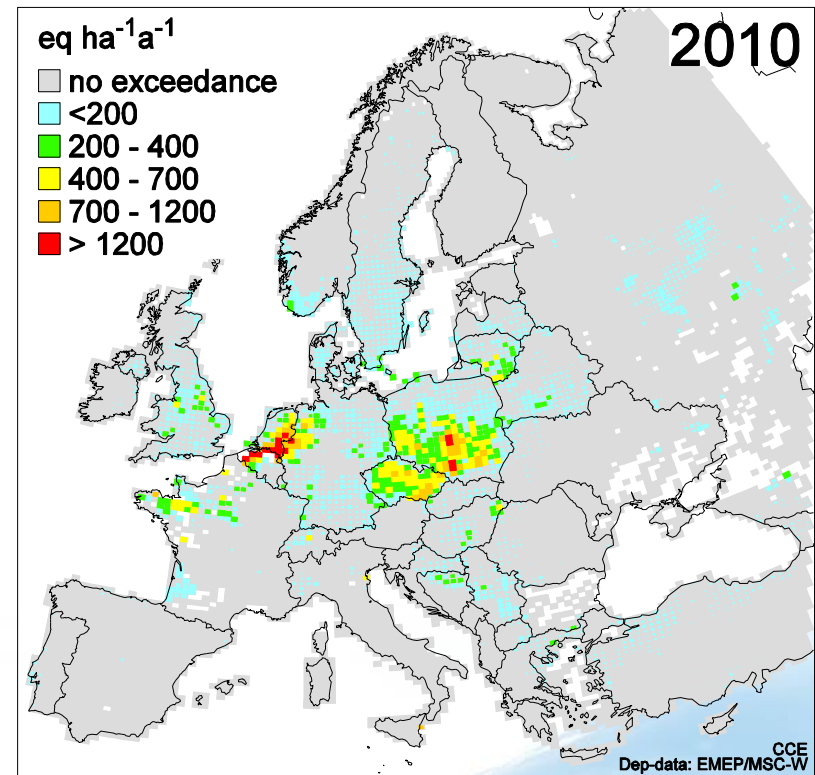 eq ha⁻¹a⁻¹
2010
no exceedance
<200
200 - 400
400 - 700
700 - 1200
> 1200
CCE
Dep-data: EMEP/MSC-W